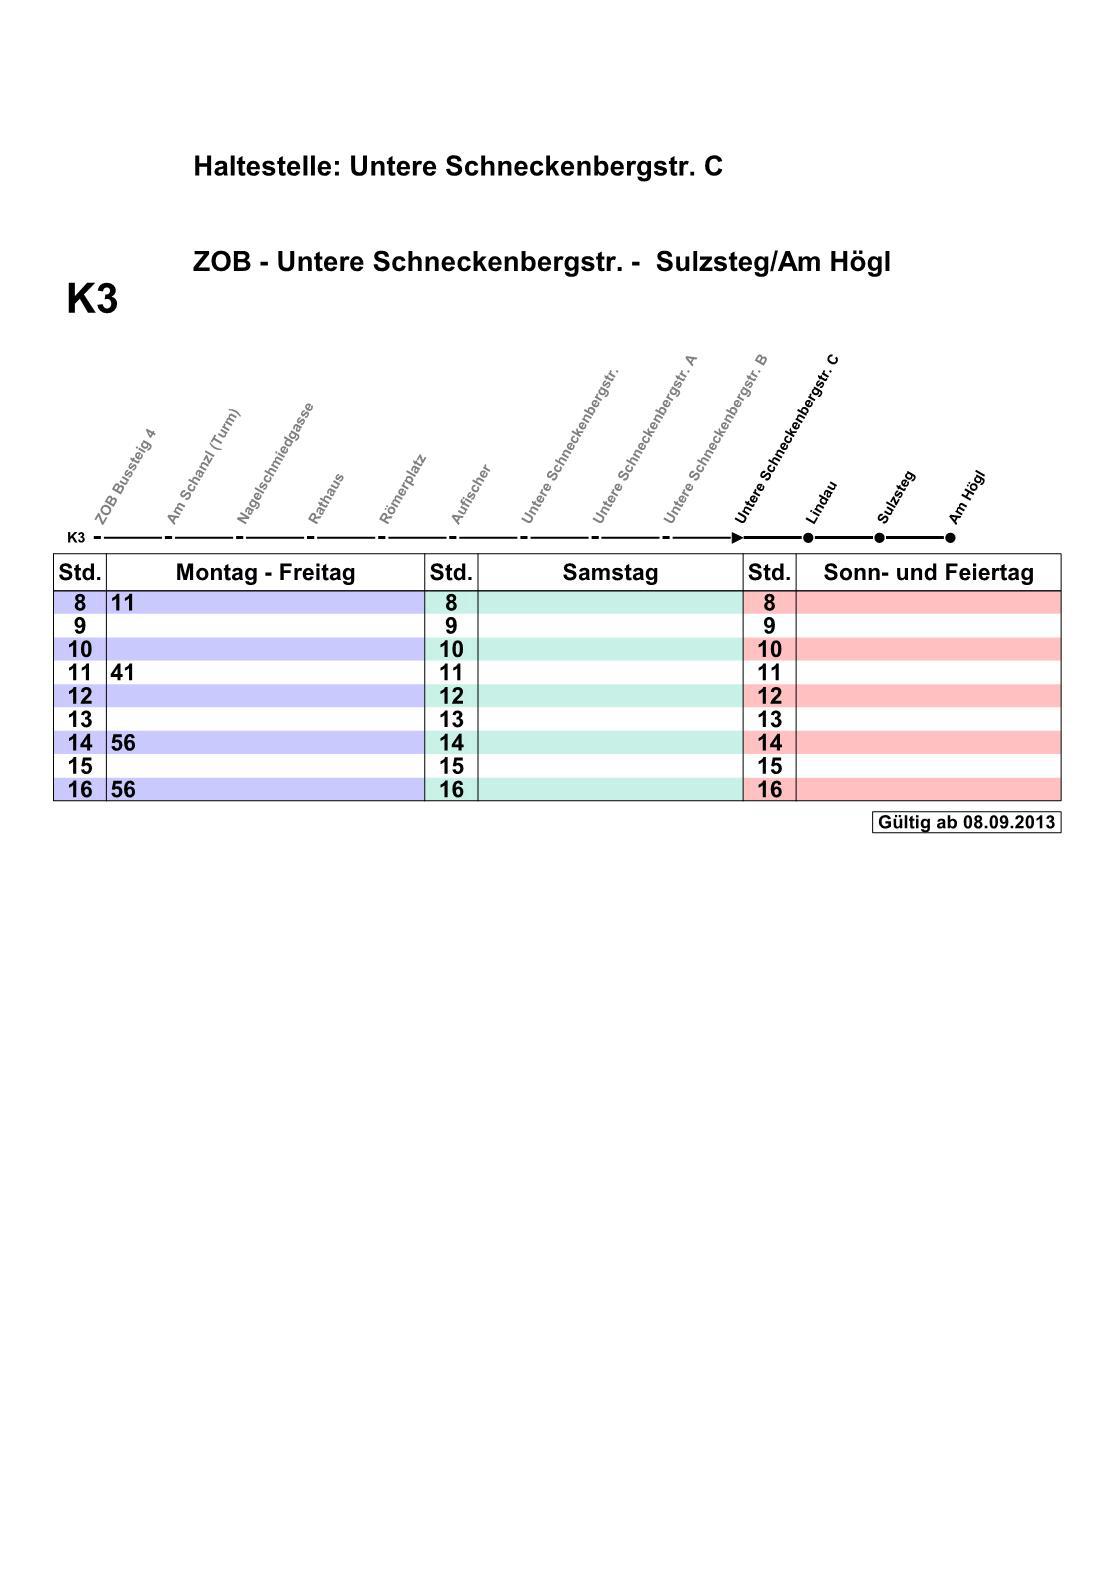 Haltestelle: Untere Schneckenbergstr. C
ZOB - Untere Schneckenbergstr. - Sulzsteg/Am Högl
K3
ZOB Bussteig 4
Am Schanzl (Turm)
Nagelschmiedgasse
Rathaus
Römerplatz
Aufischer
Untere Schneckenbergstr.
Untere Schneckenbergstr. A
Untere Schneckenbergstr. B
Untere Schneckenbergstr. C
Lindau
Sulzsteg
Am Högl
K3
Std. Montag - Freitag Std. Samstag Std. Sonn- und Feiertag
8 11 8 8
9 9 9
10 10 10
11 41 11 11
12 12 12
13 13 13
14 56 14 14
15 15 15
16 56 16 16
Gültig ab 08.09.2013